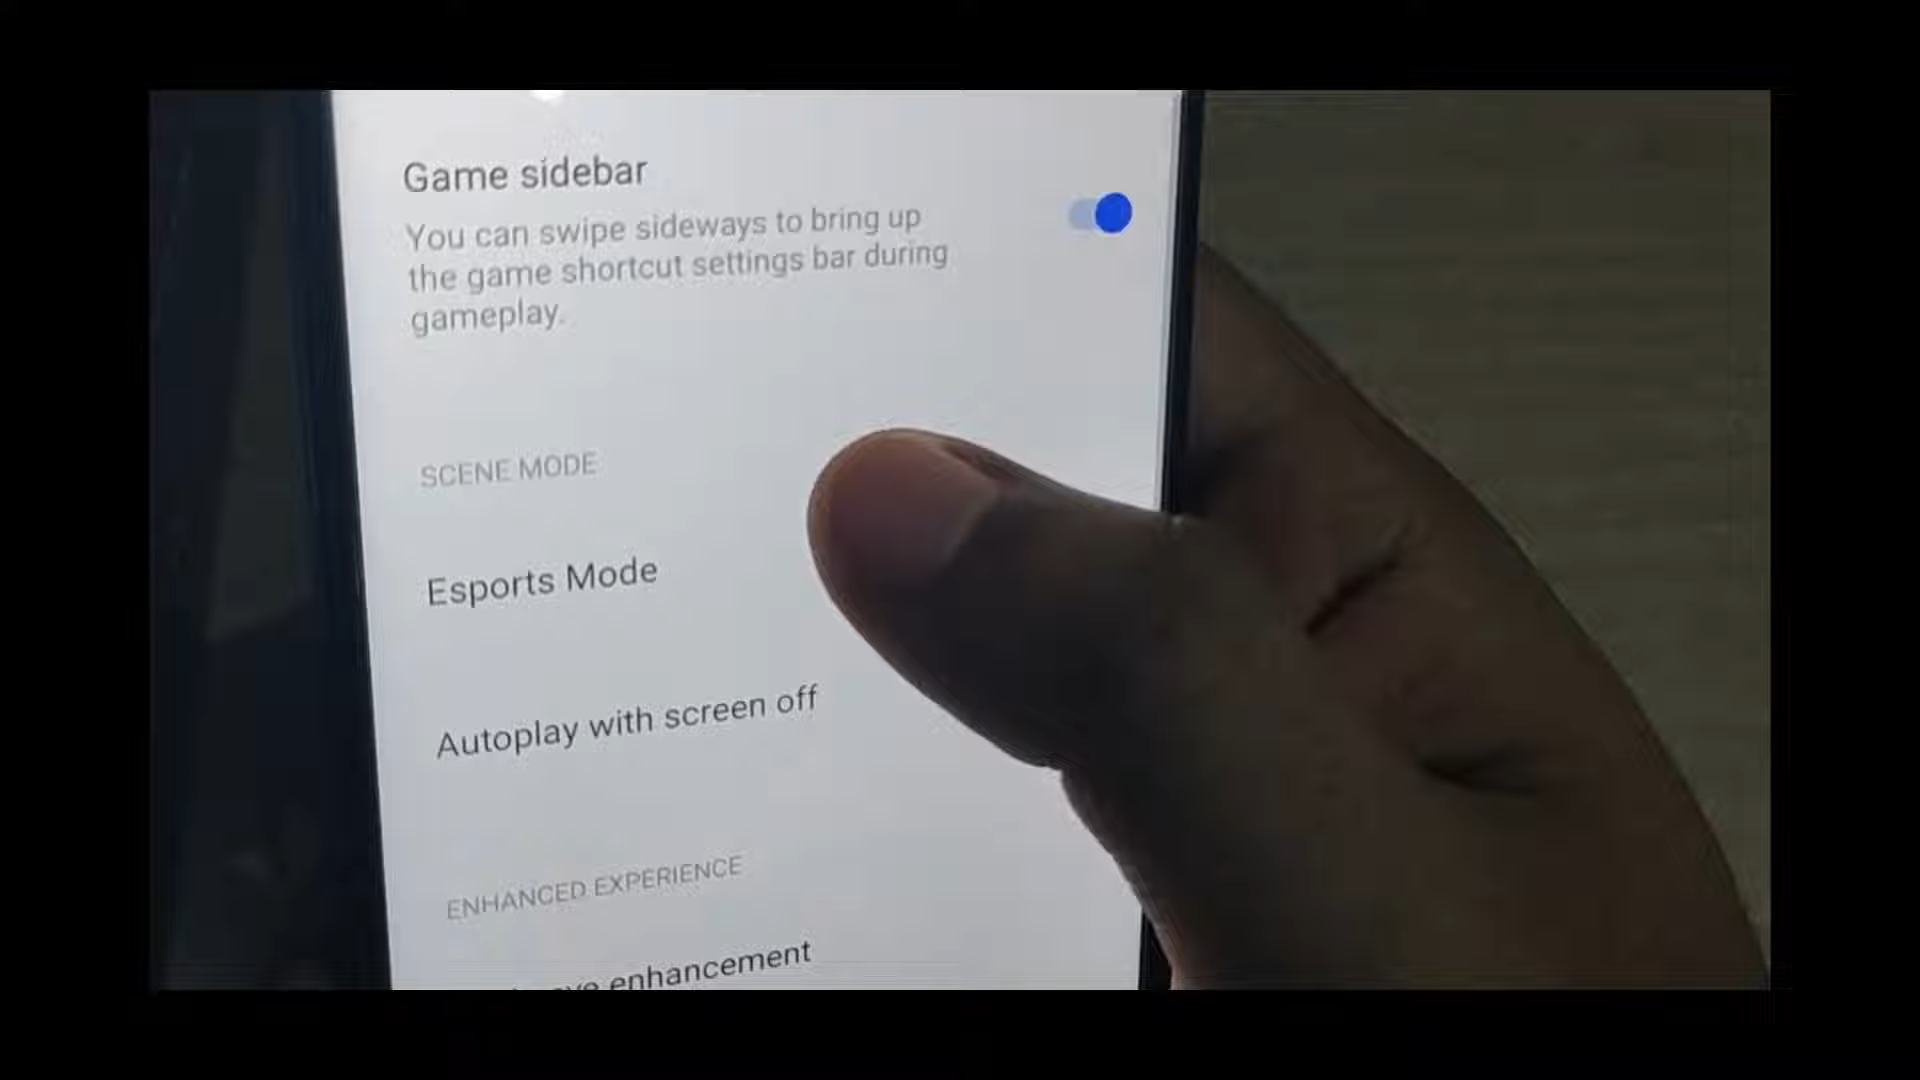 Game sidebar
You can swipe sideways to bring up
the game shortcut settings bar during
gameplay.
SCENE MODE
Esports Mode
Autoplay with screen off
ENHANCED EXPERIENCE
enhancement